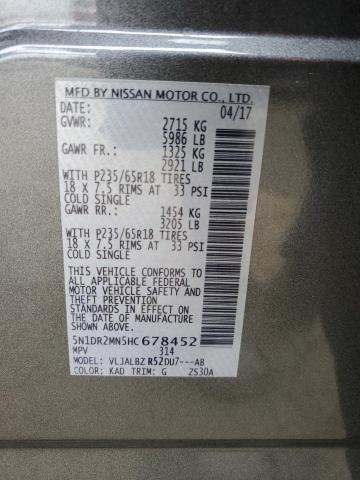 MFD BY NISSAN MOTOR CO., LTD.
DATE: 04/17
GVWR: 2715 KG
5986 LB
GAWR FR.: 1325 KG
2921 LB
WITH P235/65R18 TIRES
18 X 7.5 RIMS AT 33 PSI
COLD SINGLE
GAWR RR.: 1454 KG
3205 LB
WITH P235/65R18 TIRES
18 X 7.5 RIMS AT 33 PSI
COLD SINGLE
THIS VEHICLE CONFORMS TO
ALL APPLICABLE FEDERAL
MOTOR VEHICLE SAFETY
AND THEFT PREVENTION
STANDARDS IN EFFECT ON
THE DATE OF MANUFACTURE
SHOWN ABOVE.
5N1DR2MN5HC678452
MPV 314
MODEL: VLJALBZ R52DU7---AB
COLOR: KAD TRIM: G ZS30A